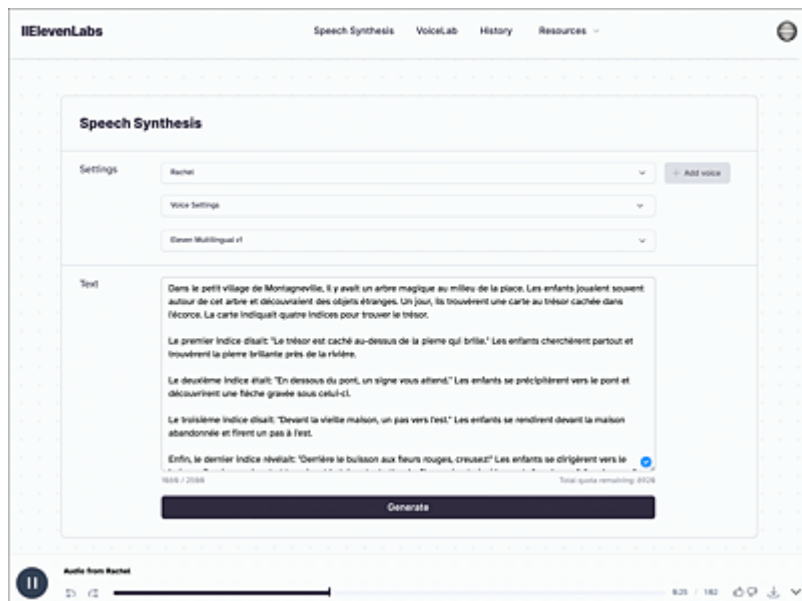 IIElevenLabs
Speech Synthesis
VoiceLab
History
Resources
Speech Synthesis
Settings
Rachel
+ Add voice
Voice Settings
Eleven Multilingual v1
Text
Dans le petit village de Montagneville, il y avait un arbre magique au milieu de la place. Les enfants jouaient souvent
autour de cet arbre et découvraient des objets étranges. Un jour, ils trouvèrent une carte au trésor cachée dans
l'écorce. La carte indiquait quatre indices pour trouver le trésor.
Le premier indice disait: "Le trésor est caché au-dessus de la pierre qui brille." Les enfants cherchèrent partout et
trouvèrent la pierre brillante près de la rivière.
Le deuxième indice était: "En dessous du pont, un signe vous attend." Les enfants se précipitèrent vers le pont et
découvrirent une flèche gravée sous celui-ci.
Le troisième indice disait: "Devant la vieille maison, un pas vers l'est." Les enfants se rendirent devant la maison
abandonnée et firent un pas à l'est.
Enfin, le dernier indice révélait: "Derrière le buisson aux fleurs rouges, creusez!" Les enfants se dirigèrent vers le
Total quota remaining:
Generate
Audio from Rachel